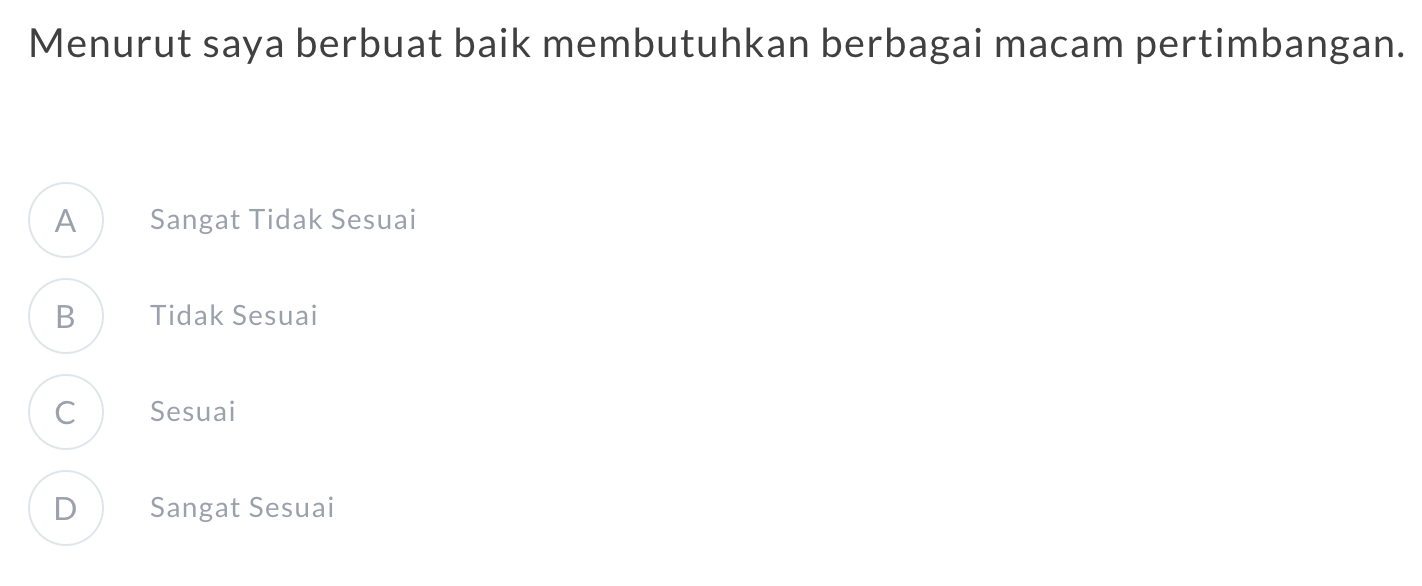 Menurut saya berbuat baik membutuhkan berbagai macam pertimbangan.
A Sangat Tidak Sesuai
B Tidak Sesuai
C Sesuai
D Sangat Sesuai